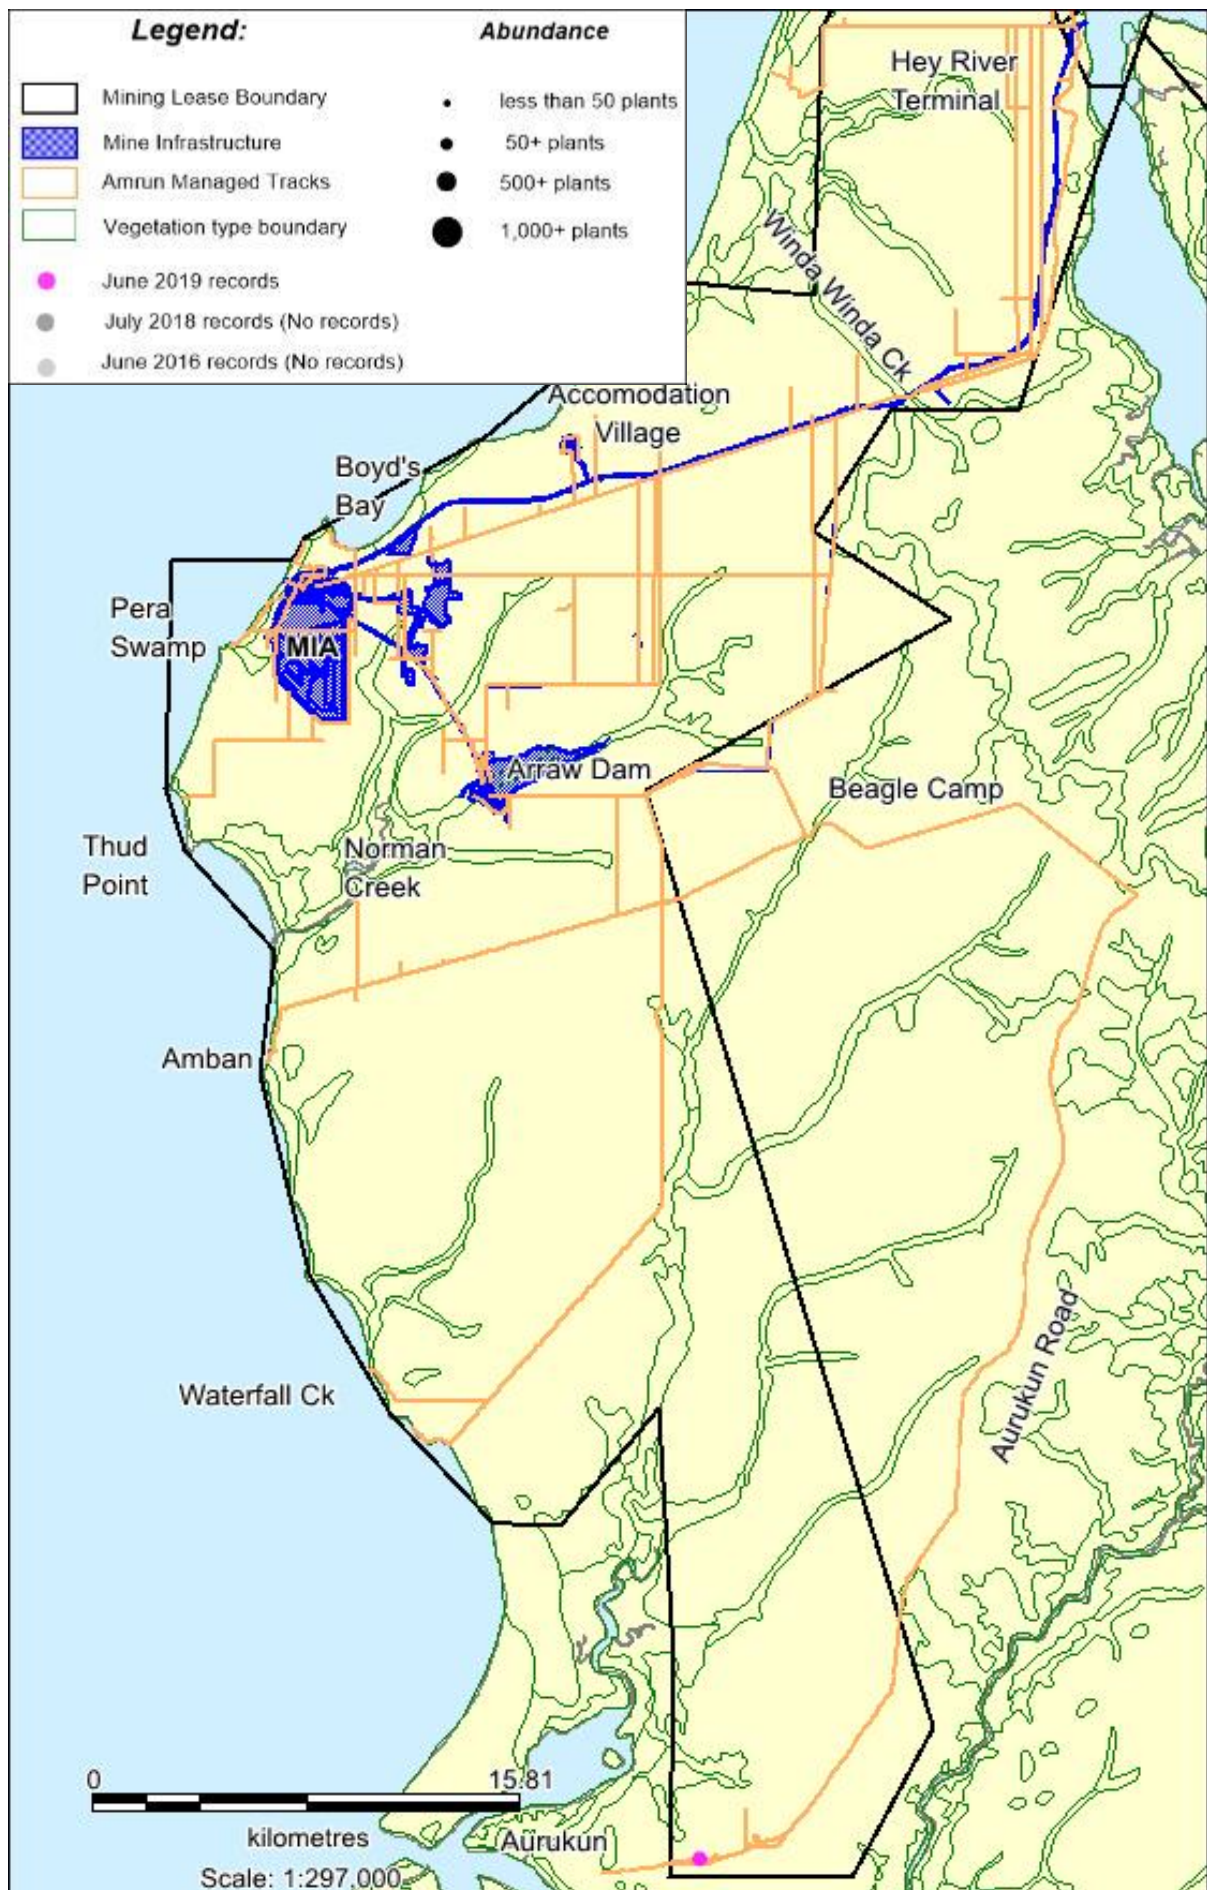 Legend:
Abundance
Mining Lease Boundary
less than 50 plants
Mine Infrastructure
50+ plants
Amrun Managed Tracks
500+ plants
Vegetation type boundary
1,000+ plants
June 2019 records
July 2018 records (No records)
June 2016 records (No records)
Hey River
Terminal
Winda Winda Ck
Accomodation
Village
Boyd's
Bay
Pera
Swamp
MIA
Arraw Dam
Beagle Camp
Thud
Point
Norman
Creek
Amban
Aurukun Road
Waterfall Ck
0
15.81
kilometres
Scale: 1:297,000
Aurukun